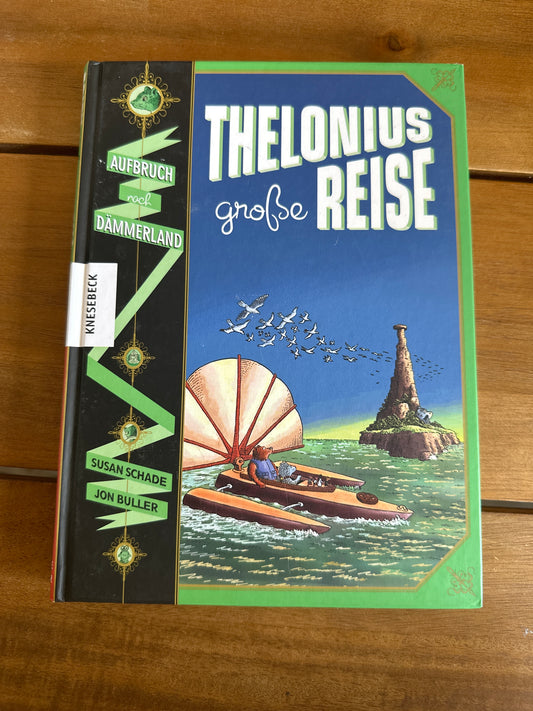 THELONIUS
große REISE
AUFBRUCH
nach
DÄMMERLAND
KNESEBECK
SUSAN SCHADE
JON BULLER